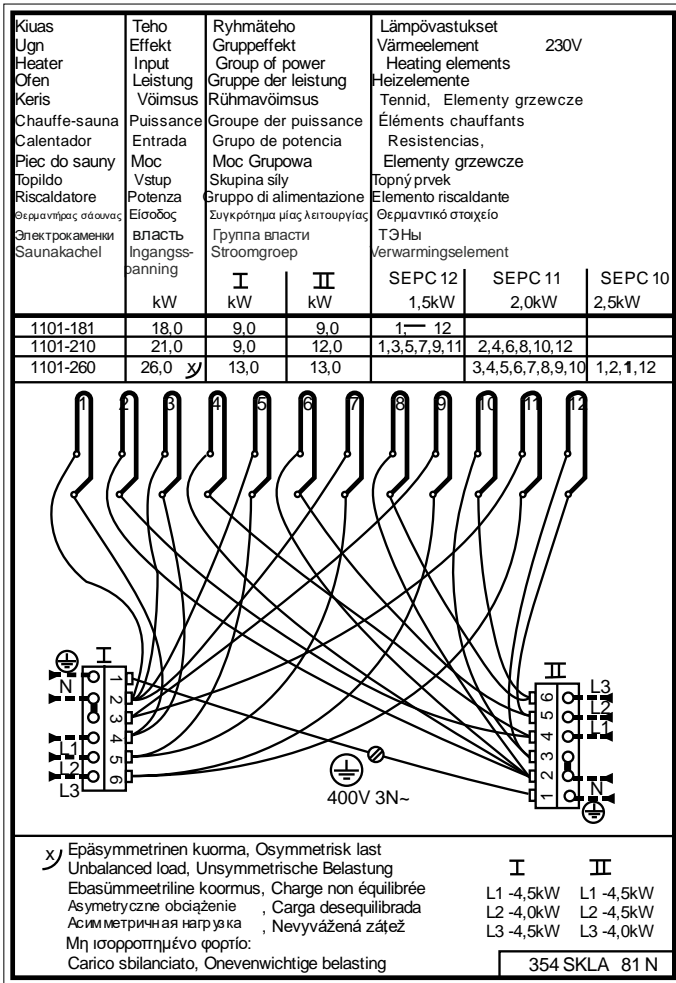 Kiuas Teho Ryhmäteho Lämpövastukset
Ugn Effekt Gruppeffekt Värmeelement 230V
Heater Input Group of power Heating elements
Ofen Leistung Gruppe der leistung Heizelemente
Keris Vöimsus Rühmavöimsus Tennid, Elementy grzewcze
Chauffe-sauna Puissance Groupe der puissance Éléments chauffants
Calentador Entrada Grupo de potencia Resistencias,
Piec do sauny Moc Moc Grupowa Elementy grzewcze
Topildo Vstup Skupina síly Topný prvek
Riscaldatore Potenza Gruppo di alimentazione Elemento riscaldante
Θερμαντήρας σάουνας Είσοδος Συγκρότημα μίας λειτουργίας Θερμαντικό στοιχείο
Электрокаменки власть Группа власти ТЭНы
Saunakachel Ingangss- Stroomgroep Verwarmingselement
panning
I II SEPC 12 SEPC 11 SEPC 10
kW kW kW 1,5kW 2,0kW 2,5kW
1101-181 18,0 9,0 9,0 1, — 12
1101-210 21,0 9,0 12,0 1,3,5,7,9,11 2,4,6,8,10,12
1101-260 26,0 x) 13,0 13,0 3,4,5,6,7,8,9,10 1,2,11,12
1 2 3 4 5 6 7 8 9 10 11 12
I
N
L1
L2
L3
1 2 3 4 5 6
II
L3
L2
L1
N
6 5 4 3 2 1
400V 3N~
x) Epäsymmetrinen kuorma, Osymmetrisk last
Unbalanced load, Unsymmetrische Belastung
Ebasümmeetriline koormus, Charge non équilibrée
Asymetryczne obciążenie , Carga desequilibrada
Асимметричная нагрузка , Nevyvážená zátež
Μη ισορροπημένο φορτίο:
Carico sbilanciato, Onevenwichtige belasting
I II
L1 -4,5kW L1 -4,5kW
L2 -4,0kW L2 -4,5kW
L3 -4,5kW L3 -4,0kW
354 SKLA 81 N